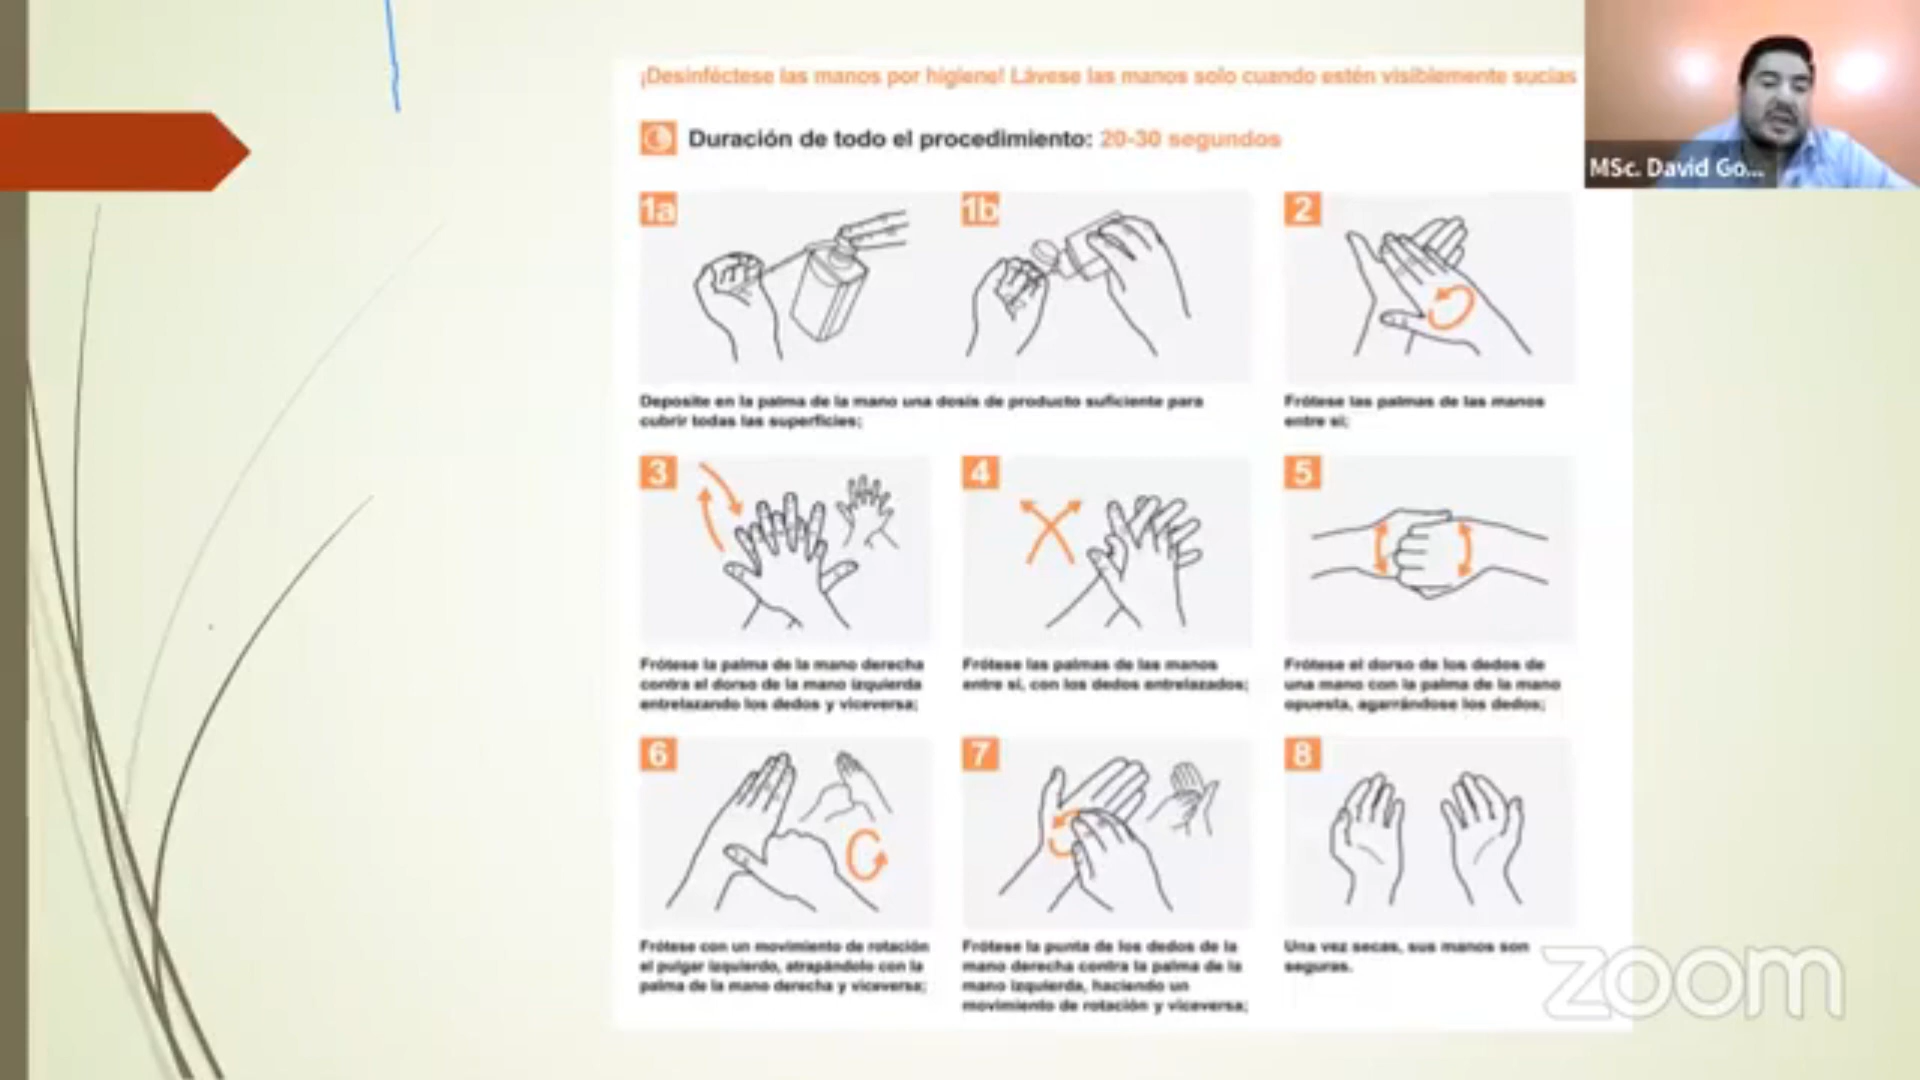 ¡Desinféctese las manos por higiene! Lávese las manos solo cuando estén visiblemente sucias
Duración de todo el procedimiento: 20-30 segundos
1a
1b
2
Deposite en la palma de la mano una dosis de producto suficiente para
cubrir todas las superficies;
Frótese las palmas de las manos
entre sí;
3
4
5
Frótese la palma de la mano derecha
contra el dorso de la mano izquierda
entrelazando los dedos y viceversa;
Frótese las palmas de las manos
entre sí, con los dedos entrelazados;
Frótese el dorso de los dedos de
una mano con la palma de la mano
opuesta, agarrándose los dedos;
6
7
8
Frótese con un movimiento de rotación
el pulgar izquierdo, atrapándolo con la
palma de la mano derecha y viceversa;
Frótese la punta de los dedos de la
mano derecha contra la palma de la
mano izquierda, haciendo un
movimiento de rotación y viceversa;
Una vez secas, sus manos son
seguras.
MSc. David Go...
zoom